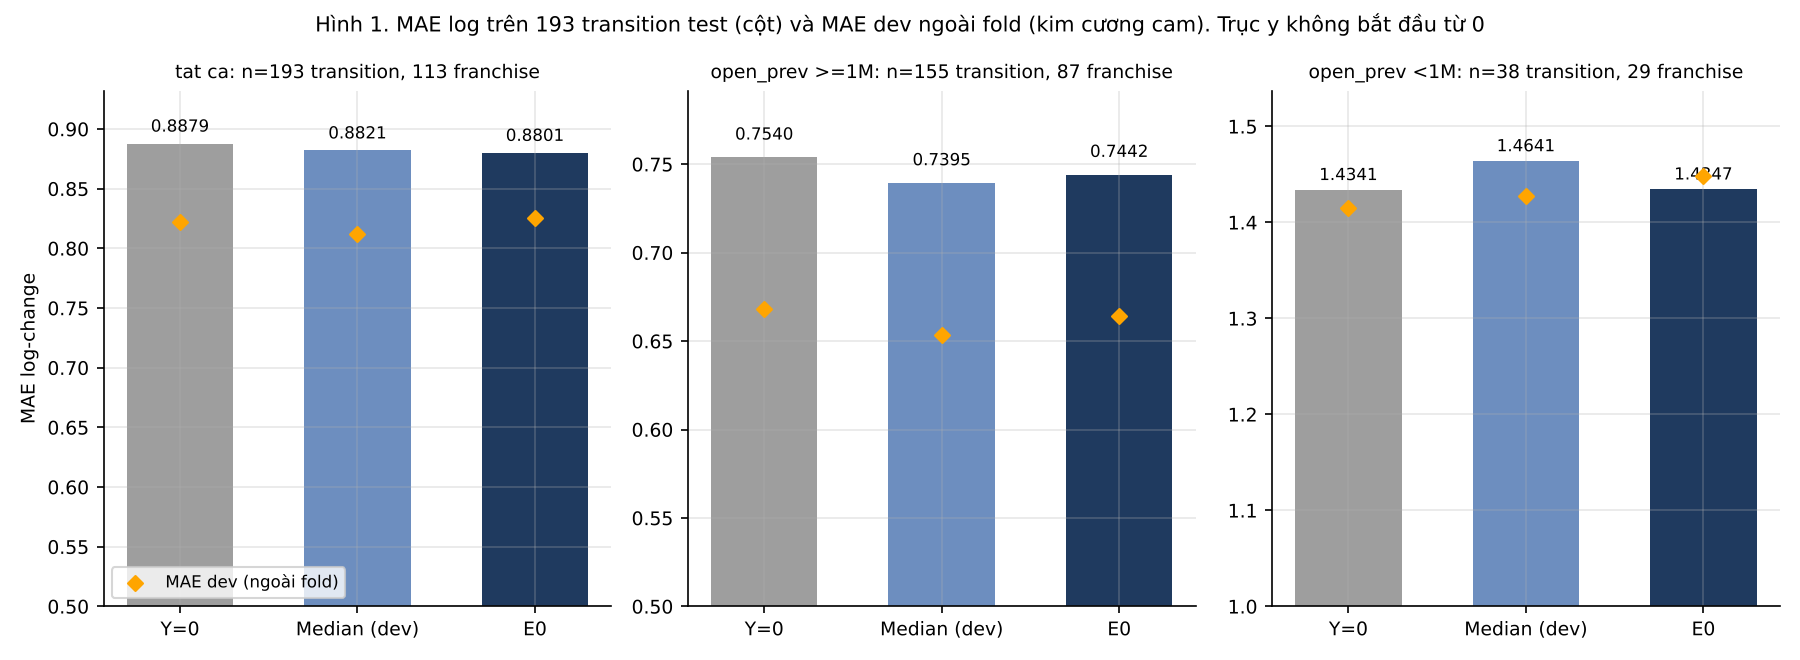 Hình 1. MAE log trên 193 transition test (cột) và MAE dev ngoài fold (kim cương cam). Trục y không bắt đầu từ 0
tat ca: n=193 transition, 113 franchise
MAE log-change
0.90
0.85
0.80
0.75
0.70
0.65
0.60
0.55
0.50
0.8879
0.8821
0.8801
MAE dev (ngoài fold)
Y=0
Median (dev)
E0
open_prev >=1M: n=155 transition, 87 franchise
0.75
0.70
0.65
0.60
0.55
0.50
0.7540
0.7395
0.7442
Y=0
Median (dev)
E0
open_prev <1M: n=38 transition, 29 franchise
1.5
1.4
1.3
1.2
1.1
1.0
1.4341
1.4641
Y=0
Median (dev)
E0